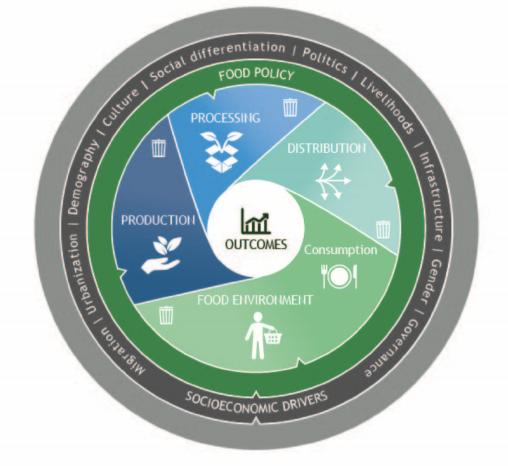 Migration | Urbanization | Demography | Culture | Social differentiation | Politics | Livelihoods | Infrastructure | Gender | Governance
FOOD POLICY
PROCESSING
DISTRIBUTION
PRODUCTION
OUTCOMES
Consumption
FOOD ENVIRONMENT
SOCIOECONOMIC DRIVERS